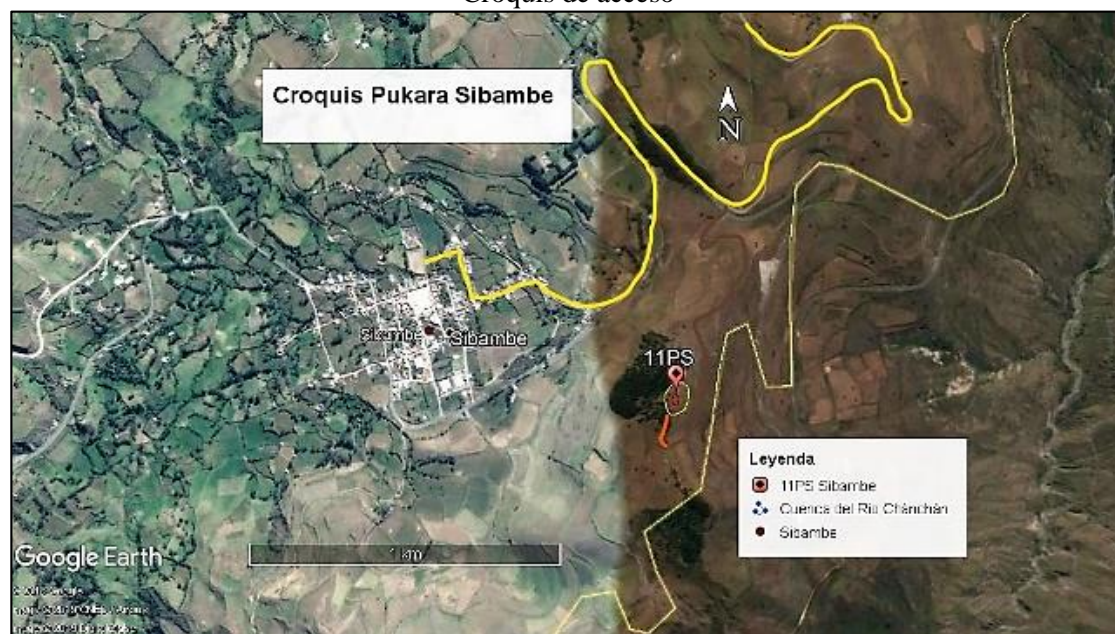 Croquis de acceso
Croquis Pukara Sibambe
N
Sibambe
Sibambe
11PS
Leyenda
11PS Sibambe
Cuenca del Rio Chanchán
Sibambe
Google Earth
1 km